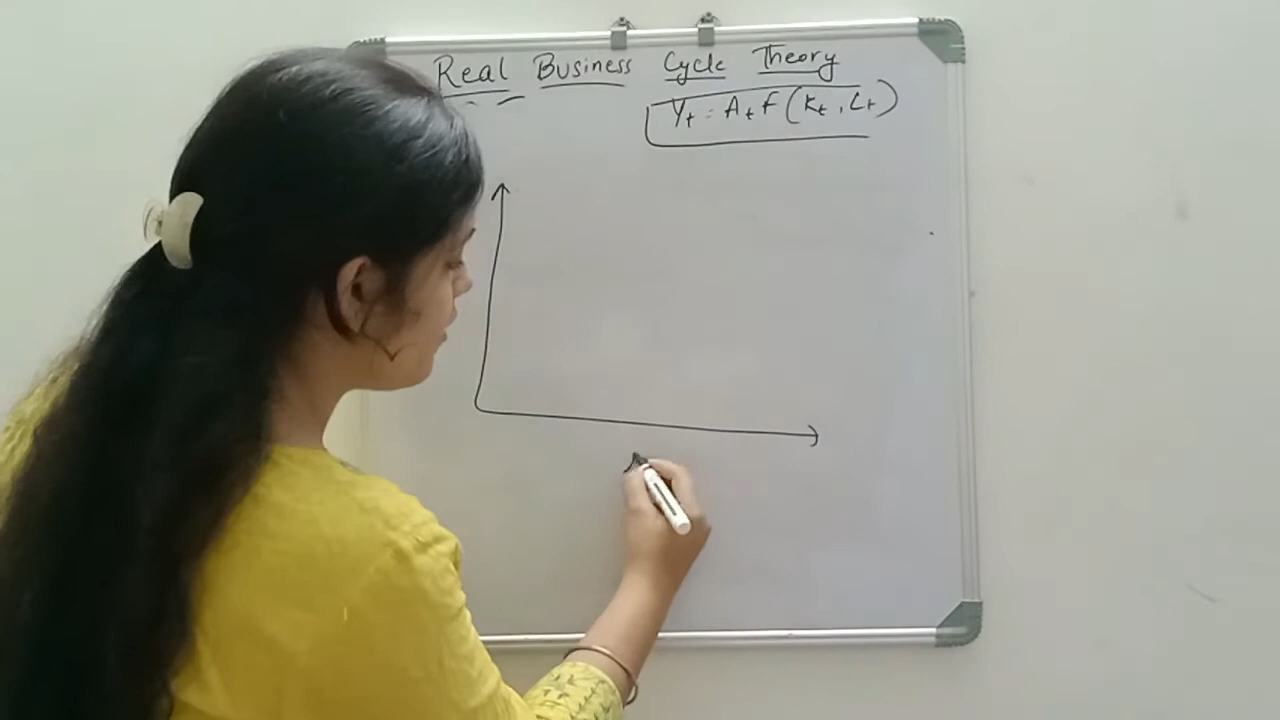 Real Business Cycle Theory
Yt = At F (Kt, Lt)